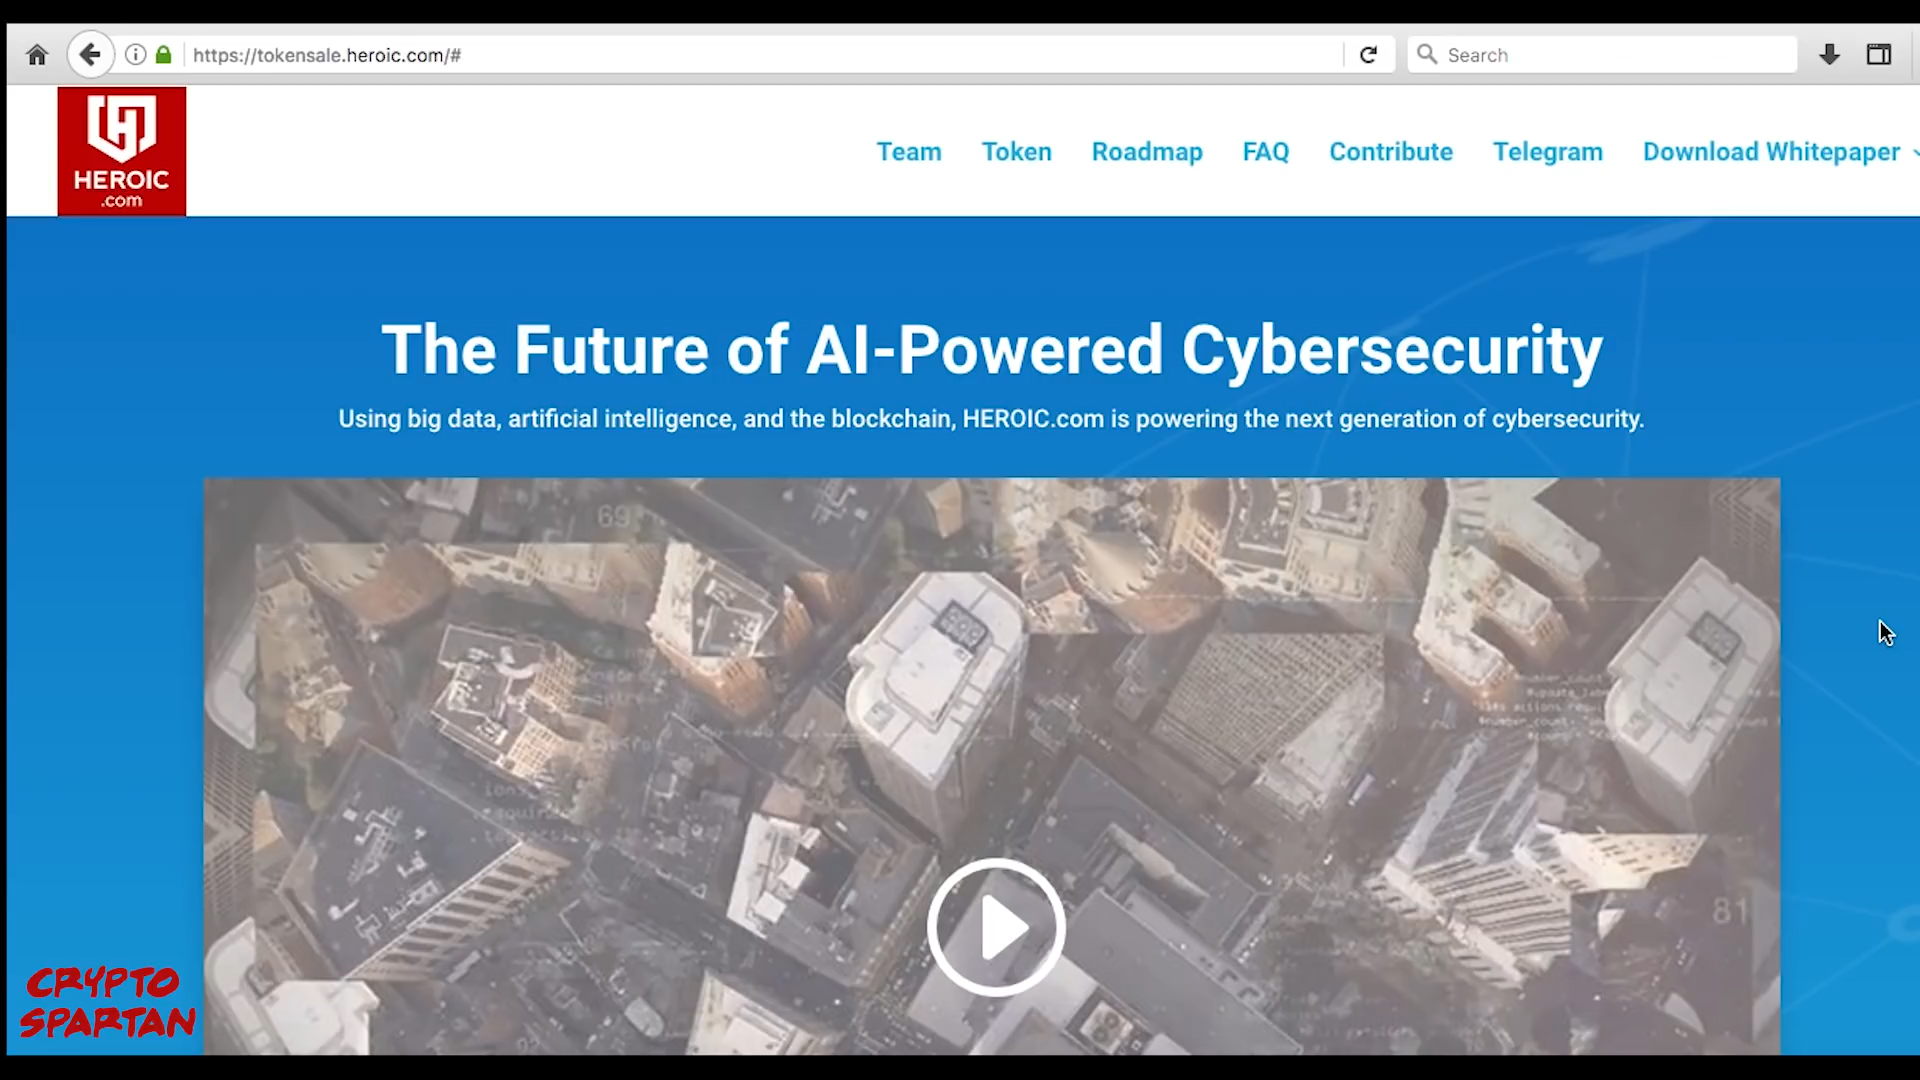 https://tokensale.heroic.com/#
Search
HEROIC
.com
Team Token Roadmap FAQ Contribute Telegram Download Whitepaper
The Future of AI-Powered Cybersecurity
Using big data, artificial intelligence, and the blockchain, HEROIC.com is powering the next generation of cybersecurity.
69
81
CRYPTO
SPARTAN